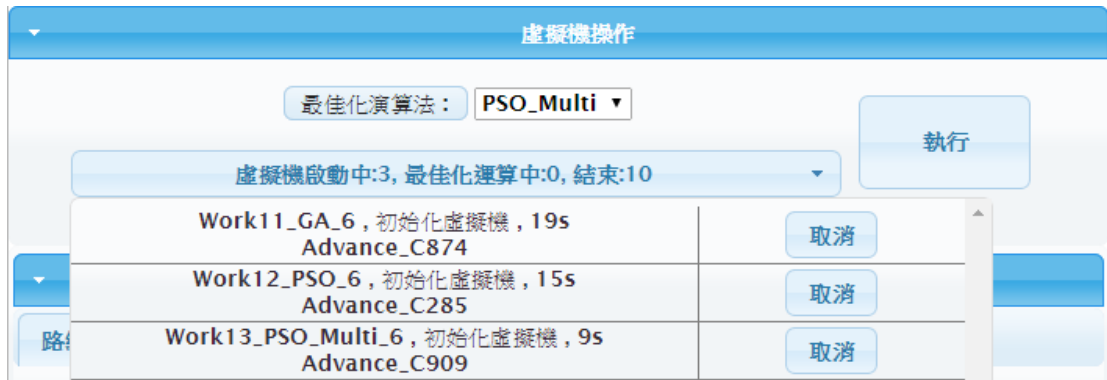 虛擬機操作
最佳化演算法： PSO_Multi
執行
虛擬機啟動中:3, 最佳化運算中:0, 結束:10
Work11_GA_6 , 初始化虛擬機 , 19s
Advance_C874
取消
Work12_PSO_6 , 初始化虛擬機 , 15s
Advance_C285
取消
路
Work13_PSO_Multi_6 , 初始化虛擬機 , 9s
Advance_C909
取消